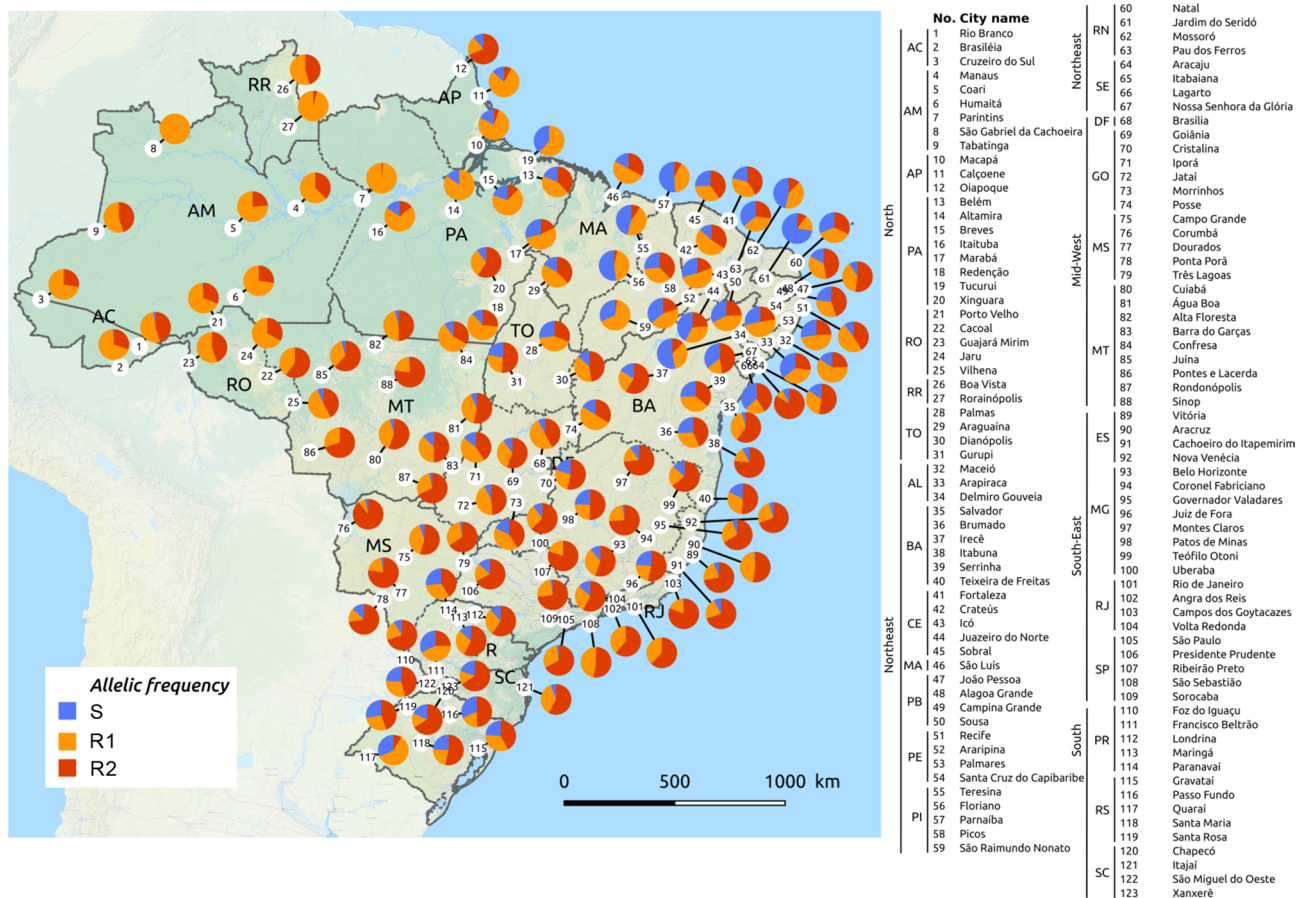 RR
AP
AM
PA
MA
AC
TO
RO
BA
MT
MS
RJ
R
SC
Allelic frequency
S
R1
R2
0 500 1000 km
No. City name
North
AC
1 Rio Branco
2 Brasiléia
3 Cruzeiro do Sul
AM
4 Manaus
5 Coari
6 Humaitá
7 Parintins
8 São Gabriel da Cachoeira
9 Tabatinga
AP
10 Macapá
11 Calçoene
12 Oiapoque
PA
13 Belém
14 Altamira
15 Breves
16 Itaituba
17 Marabá
18 Redenção
19 Tucurui
20 Xinguara
RO
21 Porto Velho
22 Cacoal
23 Guajará Mirim
24 Jaru
25 Vilhena
RR
26 Boa Vista
27 Rorainópolis
TO
28 Palmas
29 Araguaína
30 Dianópolis
31 Gurupi
Northeast
AL
32 Maceió
33 Arapiraca
34 Delmiro Gouveia
BA
35 Salvador
36 Brumado
37 Irecê
38 Itabuna
39 Serrinha
40 Teixeira de Freitas
CE
41 Fortaleza
42 Crateús
43 Icó
44 Juazeiro do Norte
45 Sobral
MA
46 São Luís
PB
47 João Pessoa
48 Alagoa Grande
49 Campina Grande
50 Sousa
PE
51 Recife
52 Araripina
53 Palmares
54 Santa Cruz do Capibaribe
PI
55 Teresina
56 Floriano
57 Parnaíba
58 Picos
59 São Raimundo Nonato
Northeast
RN
60 Natal
61 Jardim do Seridó
62 Mossoró
63 Pau dos Ferros
SE
64 Aracaju
65 Itabaiana
66 Lagarto
67 Nossa Senhora da Glória
Mid-West
DF
68 Brasília
GO
69 Goiânia
70 Cristalina
71 Iporá
72 Jataí
73 Morrinhos
74 Posse
MS
75 Campo Grande
76 Corumbá
77 Dourados
78 Ponta Porã
79 Três Lagoas
MT
80 Cuiabá
81 Água Boa
82 Alta Floresta
83 Barra do Garças
84 Confresa
85 Juína
86 Pontes e Lacerda
87 Rondonópolis
88 Sinop
South-East
ES
89 Vitória
90 Aracruz
91 Cachoeiro do Itapemirim
92 Nova Venécia
MG
93 Belo Horizonte
94 Coronel Fabriciano
95 Governador Valadares
96 Juiz de Fora
97 Montes Claros
98 Patos de Minas
99 Teófilo Otoni
100 Uberaba
RJ
101 Rio de Janeiro
102 Angra dos Reis
103 Campos dos Goytacazes
104 Volta Redonda
SP
105 São Paulo
106 Presidente Prudente
107 Ribeirão Preto
108 São Sebastião
109 Sorocaba
South
PR
110 Foz do Iguaçu
111 Francisco Beltrão
112 Londrina
113 Maringá
114 Paranavaí
RS
115 Gravataí
116 Passo Fundo
117 Quaraí
118 Santa Maria
119 Santa Rosa
SC
120 Chapecó
121 Itajaí
122 São Miguel do Oeste
123 Xanxerê